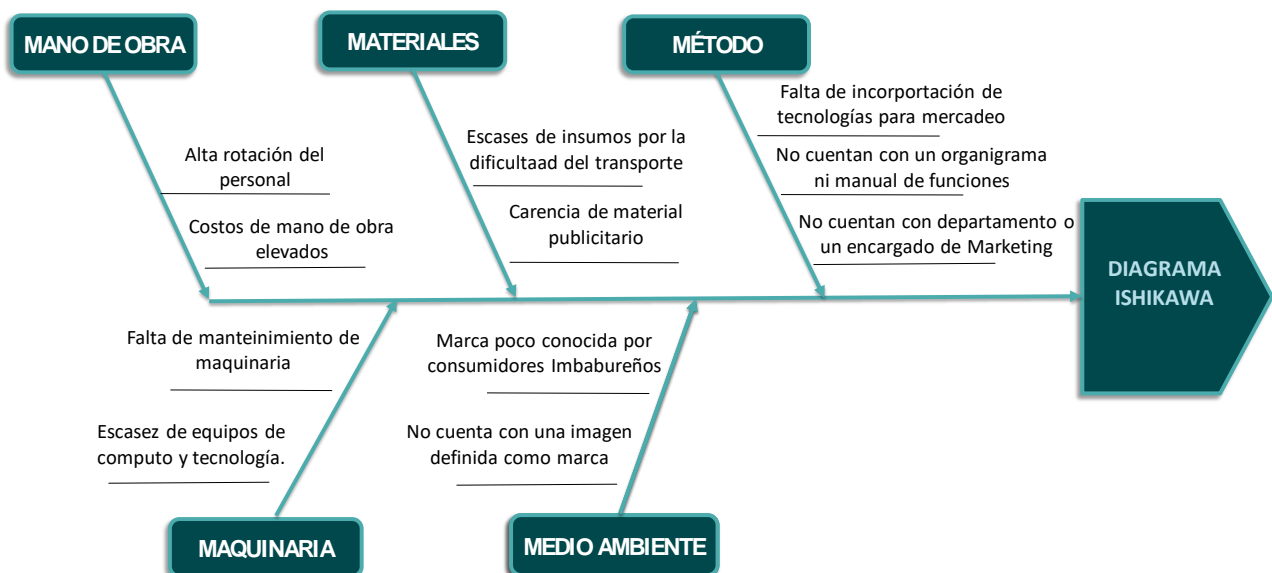 MANO DE OBRA
MATERIALES
MÉTODO
Falta de incorportación de
tecnologías para mercadeo
Escases de insumos por la
dificultaad del transporte
No cuentan con un organigrama
ni manual de funciones
Alta rotación del
personal
Carencia de material
publicitario
No cuentan con departamento o
un encargado de Marketing
Costos de mano de obra
elevados
DIAGRAMA
ISHIKAWA
Falta de manteinimiento de
maquinaria
Marca poco conocida por
consumidores Imbabureños
Escasez de equipos de
computo y tecnología.
No cuenta con una imagen
definida como marca
MAQUINARIA
MEDIO AMBIENTE